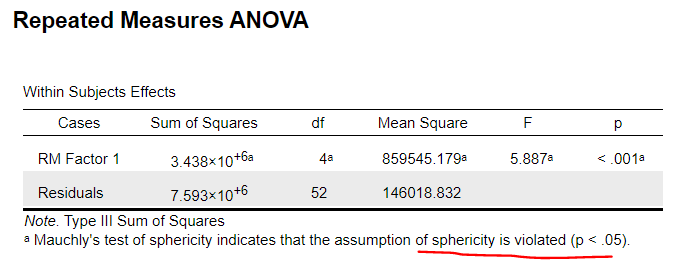 Repeated Measures ANOVA
Within Subjects Effects
Cases Sum of Squares df Mean Square F p
RM Factor 1 3.438×10⁺⁶ᵃ 4ᵃ 859545.179ᵃ 5.887ᵃ < .001ᵃ
Residuals 7.593×10⁺⁶ 52 146018.832
Note. Type III Sum of Squares
ᵃ Mauchly's test of sphericity indicates that the assumption of sphericity is violated (p < .05).